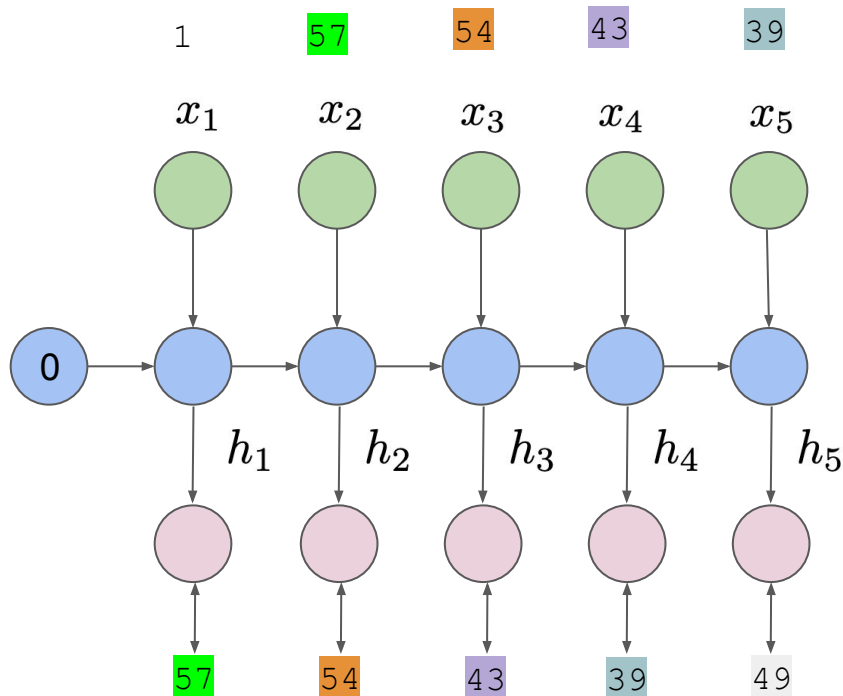 1 57 54 43 39
x₁ x₂ x₃ x₄ x₅
0
h₁ h₂ h₃ h₄ h₅
57 54 43 39 49